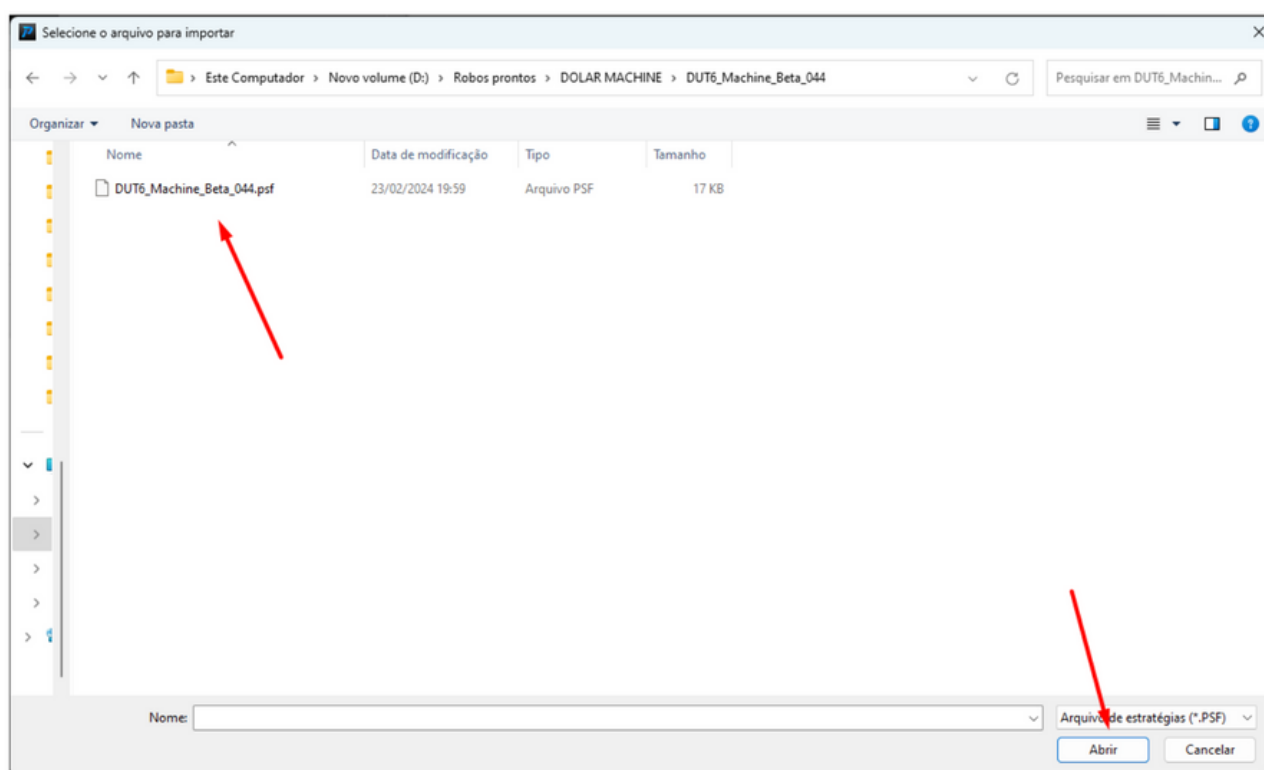 Selecione o arquivo para importar
Este Computador > Novo volume (D:) > Robos prontos > DOLAR MACHINE > DUT6_Machine_Beta_044
Pesquisar em DUT6_Machin...
Organizar
Nova pasta
Nome Data de modificação Tipo Tamanho
DUT6_Machine_Beta_044.psf 23/02/2024 19:59 Arquivo PSF 17 KB
Nome:
Arquivo de estratégias (*.PSF)
Abrir Cancelar